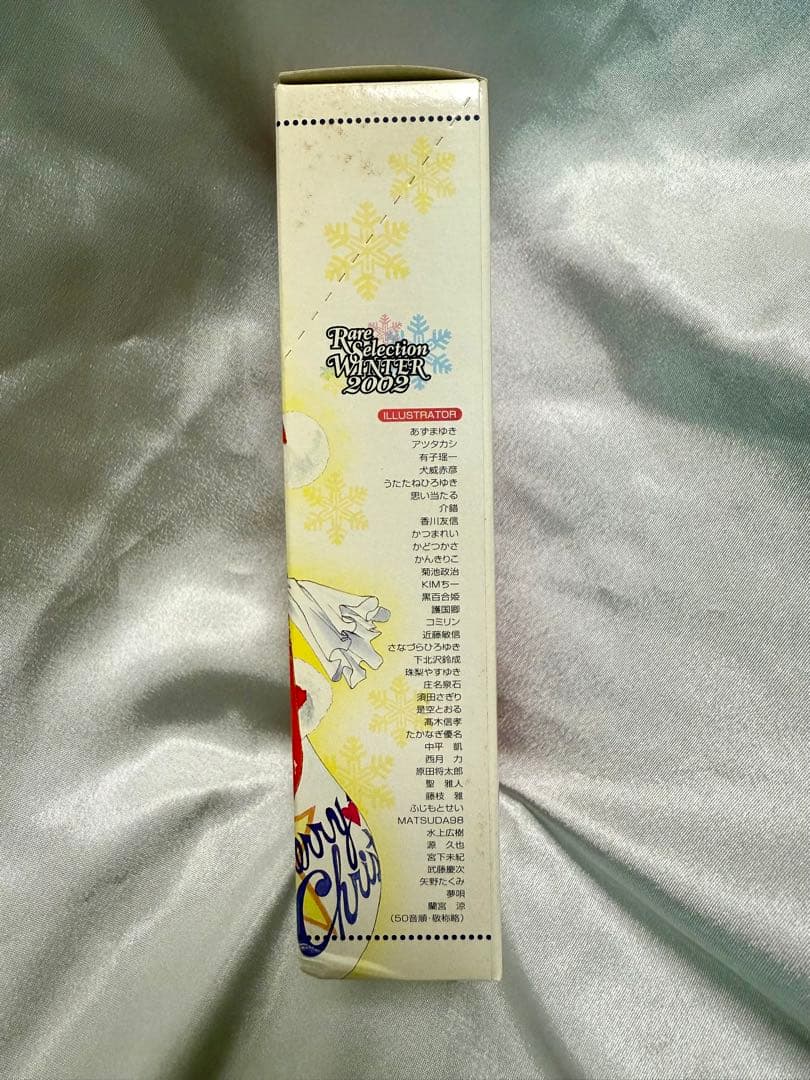 Rare
Selection
WINTER
2002
ILLUSTRATOR
あずまゆき
アツタカシ
有子瑶一
犬威赤彦
うたたねひろゆき
思い当たる
介錯
香川友信
かつまれい
かどつかさ
かんきりこ
菊池政治
KIMちー
黒百合姫
護国卿
コミリン
近藤敏信
さなづらひろゆき
下北沢鈴成
珠梨やすゆき
庄名泉石
須田さぎり
是空とおる
髙木信孝
たかなぎ優名
中平 凱
西月 力
原田将太郎
聖 雅人
藤枝 雅
ふじもとせい
MATSUDA98
水上広樹
源 久也
宮下未紀
武藤慶次
矢野たくみ
夢唄
蘭宮 涼
(50音順・敬称略)
erry
Chris